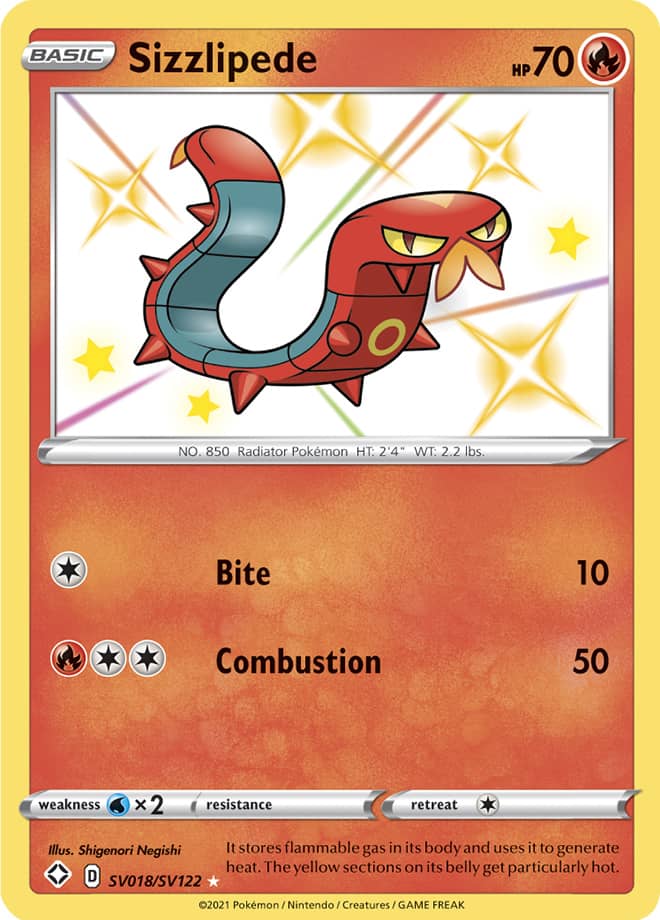 BASIC Sizzlipede HP70
NO. 850 Radiator Pokémon HT: 2'4" WT: 2.2 lbs.
Bite 10
Combustion 50
weakness ×2 resistance retreat
Illus. Shigenori Negishi
It stores flammable gas in its body and uses it to generate
heat. The yellow sections on its belly get particularly hot.
D SV018/SV122
©2021 Pokémon / Nintendo / Creatures / GAME FREAK